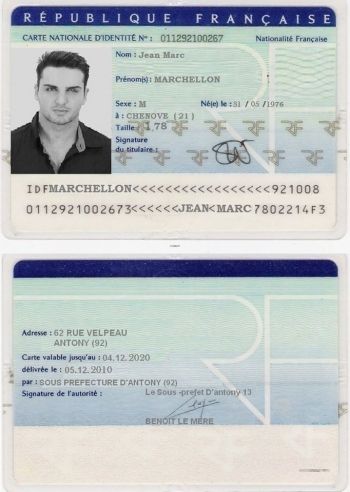 RÉPUBLIQUE FRANÇAISE
CARTE NATIONALE D'IDENTITÉ N° : 011292100267 Nationalité Française
Nom : Jean Marc
Prénom(s) : MARCHELLON
Sexe : M Né(e) le : 31 / 05 / 1976
à CHENOVE (21)
Taille : 1,78
Signature
du titulaire :
IDFMARCHELLON<<<<<<<<<<<<<<<<<<<921008
0112921002673<<<<<<JEAN<MARC7802214F3
Adresse : 62 RUE VELPEAU
ANTONY (92)
Carte valable jusqu'au : 04.12.2020
délivrée le : 05.12.2010
par : SOUS PREFECTURE D'ANTONY (92)
Signature de l'autorité : Le Sous -prefet D'antony 13
BENOIT LE MERE